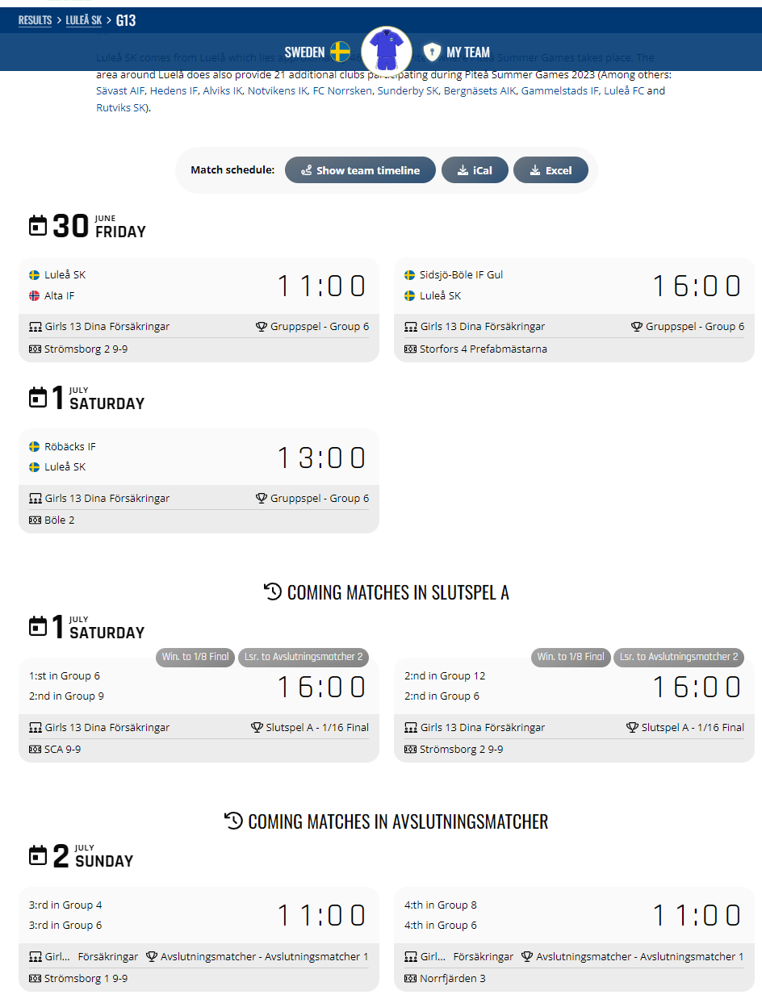 RESULTS > LULEÅ SK > G13
SWEDEN MY TEAM
Luleå SK comes from Luelå which lies Summer Games takes place. The
area around Luelå does also provide 21 additional clubs participating during Piteå Summer Games 2023 (Among others:
Sävast AIF, Hedens IF, Alviks IK, Notvikens IK, FC Norrsken, Sunderby SK, Bergnäsets AIK, Gammelstads IF, Luleå FC and
Rutviks SK).
Match schedule: Show team timeline iCal Excel
30 JUNE FRIDAY
Luleå SK
Alta IF
11:00
Girls 13 Dina Försäkringar Gruppspel - Group 6
Strömsborg 2 9-9
Sidsjö-Böle IF Gul
Luleå SK
16:00
Girls 13 Dina Försäkringar Gruppspel - Group 6
Storfors 4 Prefabmästarna
1 JULY SATURDAY
Röbäcks IF
Luleå SK
13:00
Girls 13 Dina Försäkringar Gruppspel - Group 6
Böle 2
COMING MATCHES IN SLUTSPEL A
1 JULY SATURDAY
Win. to 1/8 Final Lsr. to Avslutningsmatcher 2
1:st in Group 6
2:nd in Group 9
16:00
Girls 13 Dina Försäkringar Slutspel A - 1/16 Final
SCA 9-9
Win. to 1/8 Final Lsr. to Avslutningsmatcher 2
2:nd in Group 12
2:nd in Group 6
16:00
Girls 13 Dina Försäkringar Slutspel A - 1/16 Final
Strömsborg 2 9-9
COMING MATCHES IN AVSLUTNINGSMATCHER
2 JULY SUNDAY
3:rd in Group 4
3:rd in Group 6
11:00
Girl... Försäkringar Avslutningsmatcher - Avslutningsmatcher 1
Strömsborg 1 9-9
4:th in Group 8
4:th in Group 6
11:00
Girl... Försäkringar Avslutningsmatcher - Avslutningsmatcher 1
Norrfjärden 3